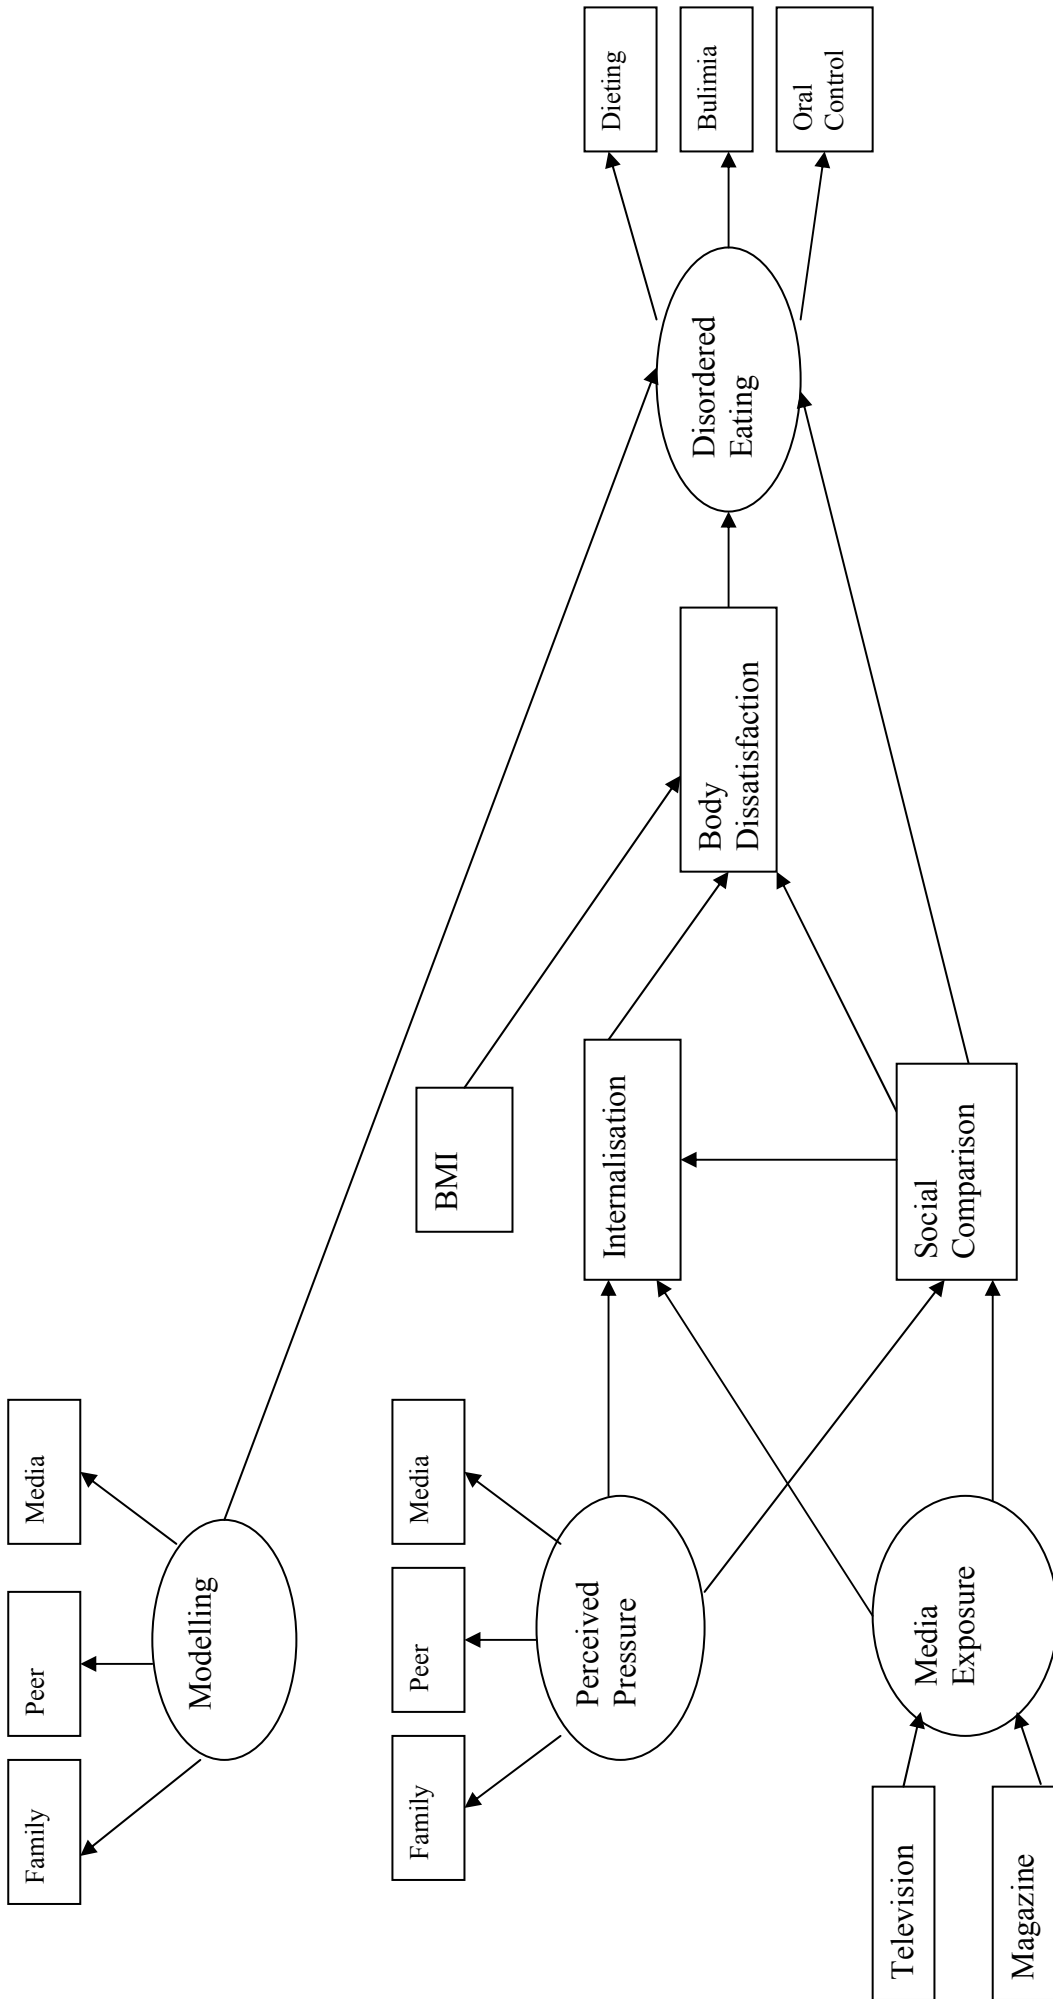 Family
Peer
Media
Modelling
Family
Peer
Media
Perceived
Pressure
BMI
Internalisation
Body
Dissatisfaction
Disordered
Eating
Dieting
Bulimia
Oral
Control
Television
Magazine
Media
Exposure
Social
Comparison